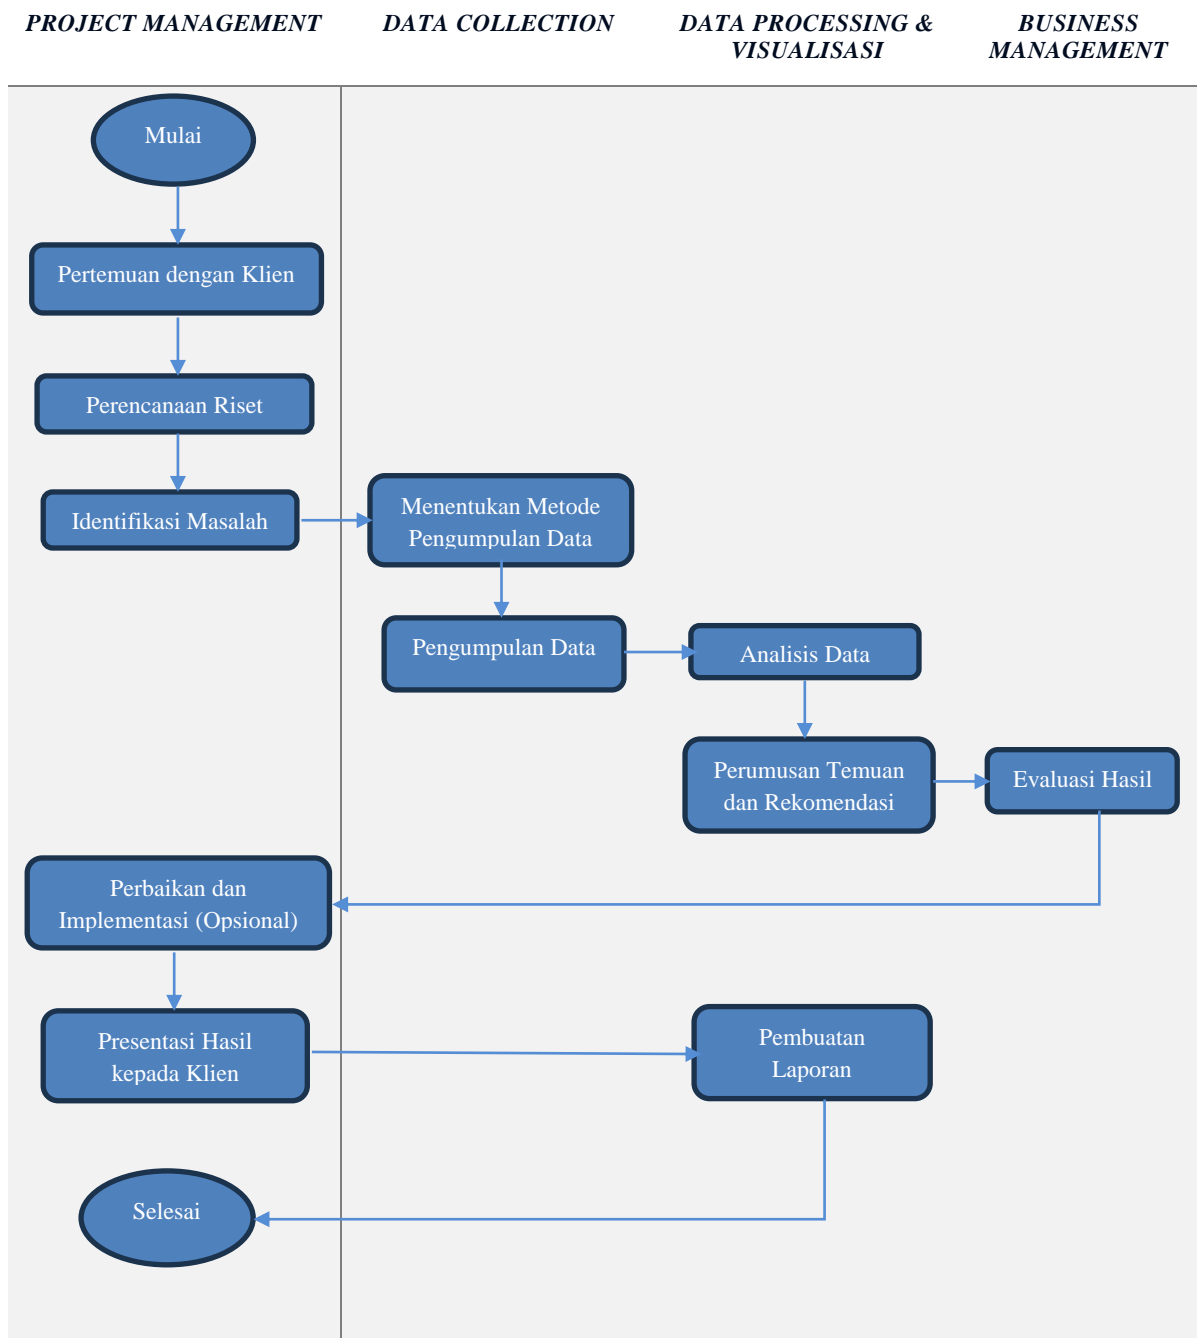 PROJECT MANAGEMENT
DATA COLLECTION
DATA PROCESSING &
VISUALISASI
BUSINESS
MANAGEMENT
Mulai
Pertemuan dengan Klien
Perencanaan Riset
Identifikasi Masalah
Menentukan Metode
Pengumpulan Data
Pengumpulan Data
Analisis Data
Perumusan Temuan
dan Rekomendasi
Evaluasi Hasil
Perbaikan dan
Implementasi (Opsional)
Presentasi Hasil
kepada Klien
Pembuatan
Laporan
Selesai